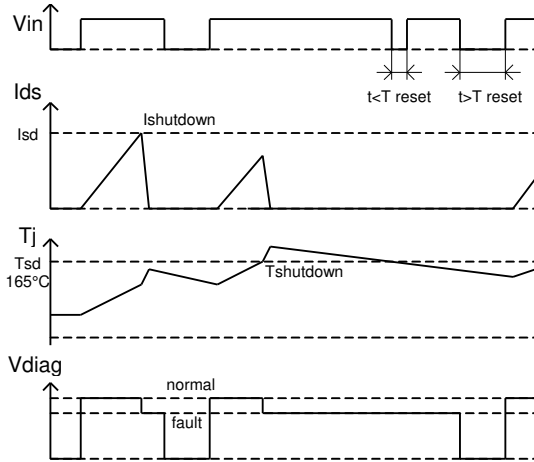 Vin
t<T reset t>T reset
Ids
Ishutdown
Isd
Tj
Tsd
Tshutdown
165°C
Vdiag
normal
fault